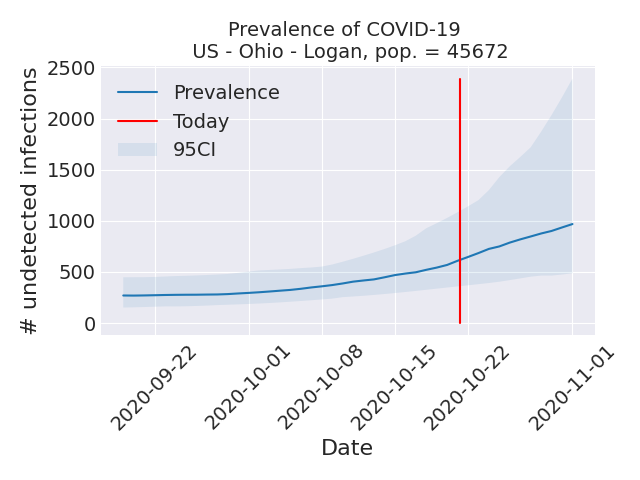 Prevalence of COVID-19
US - Ohio - Logan, pop. = 45672
2500
2000
1500
1000
500
0
# undetected infections
Prevalence
Today
95CI
2020-09-22
2020-10-01
2020-10-08
2020-10-15
2020-10-22
2020-11-01
Date